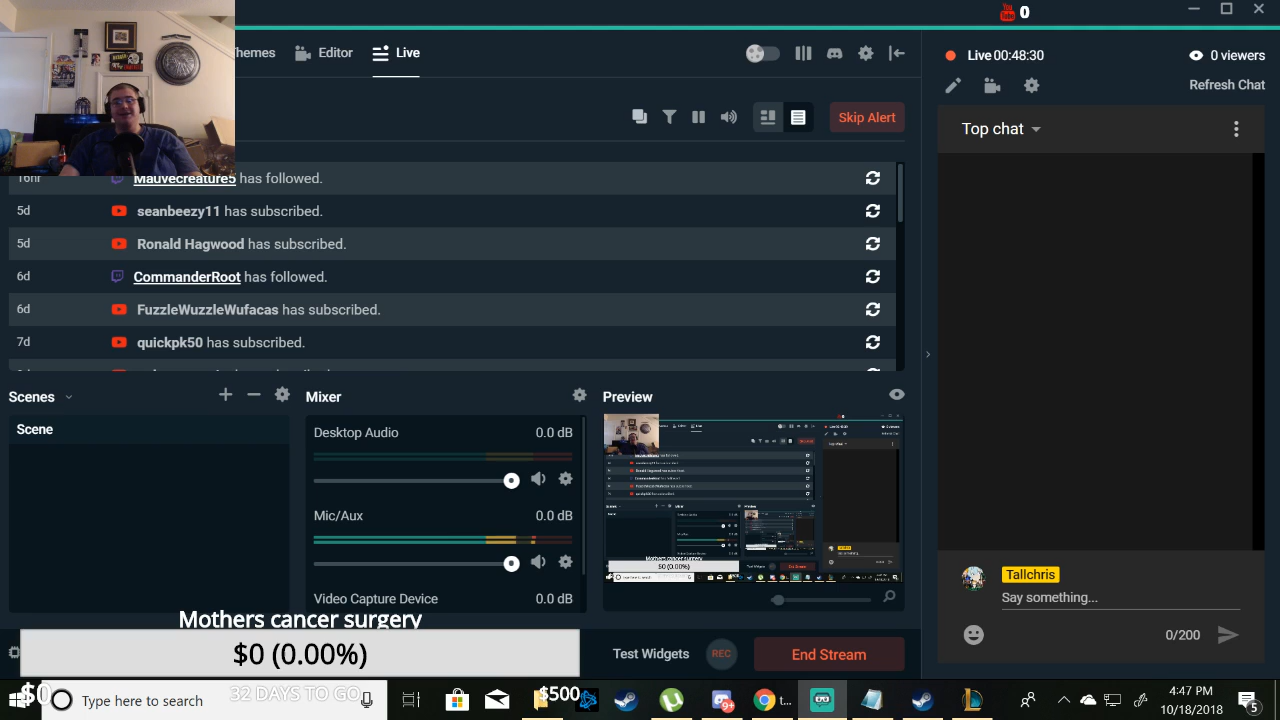 0
hemes Editor Live
Live 00:48:30 0 viewers
Refresh Chat
Skip Alert
Top chat
16hr Mauvecreature5 has followed.
5d seanbeezy11 has subscribed.
5d Ronald Hagwood has subscribed.
6d CommanderRoot has followed.
6d FuzzleWuzzleWufacas has subscribed.
7d quickpk50 has subscribed.
Scenes Mixer Preview
Scene
Desktop Audio 0.0 dB
Mic/Aux 0.0 dB
Video Capture Device 0.0 dB
Tallchris
Say something...
0/200
Mothers cancer surgery
$0 (0.00%)
Test Widgets REC End Stream
$0 32 DAYS TO GO $500
Type here to search
9+
t...
4:47 PM
10/18/2018
5